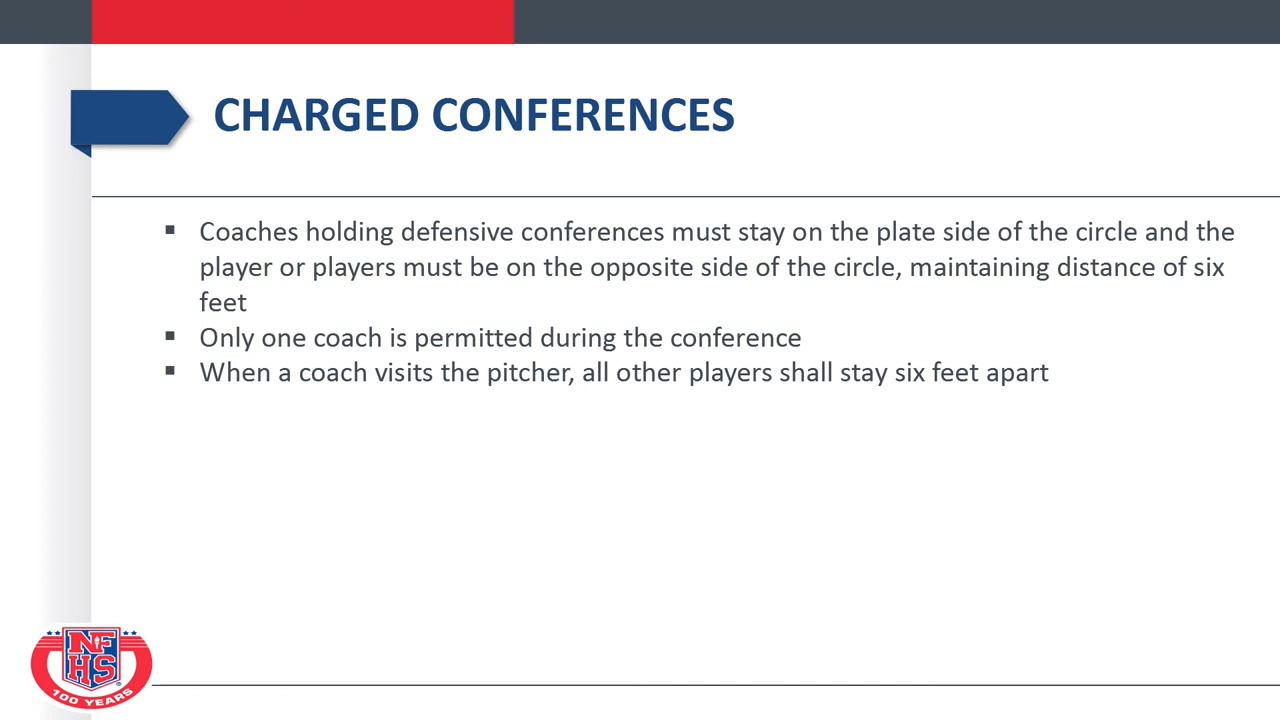 CHARGED CONFERENCES
▪ Coaches holding defensive conferences must stay on the plate side of the circle and the
player or players must be on the opposite side of the circle, maintaining distance of six
feet
▪ Only one coach is permitted during the conference
▪ When a coach visits the pitcher, all other players shall stay six feet apart
NF
HS
100 YEARS